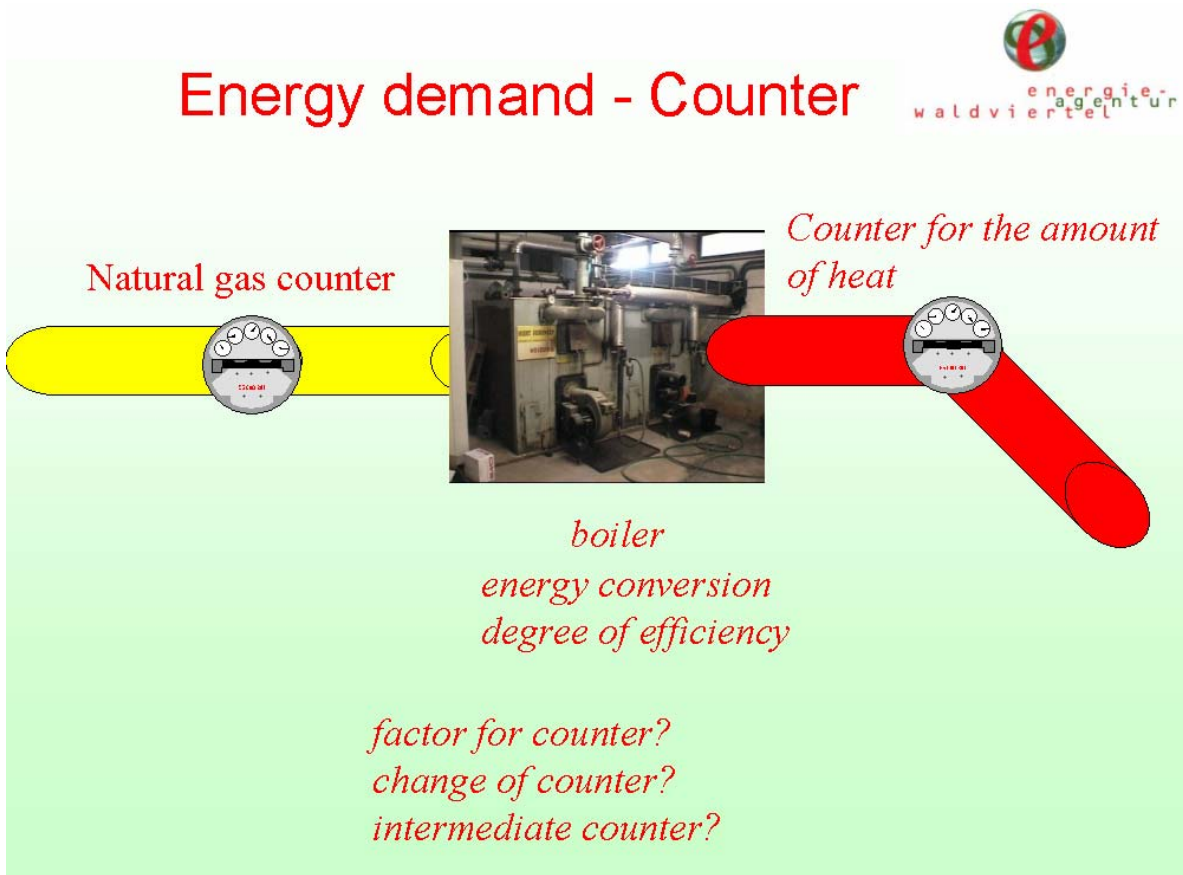 Energy demand - Counter
energie-
agentur
waldviertel
Natural gas counter
Counter for the amount
of heat
boiler
energy conversion
degree of efficiency
factor for counter?
change of counter?
intermediate counter?